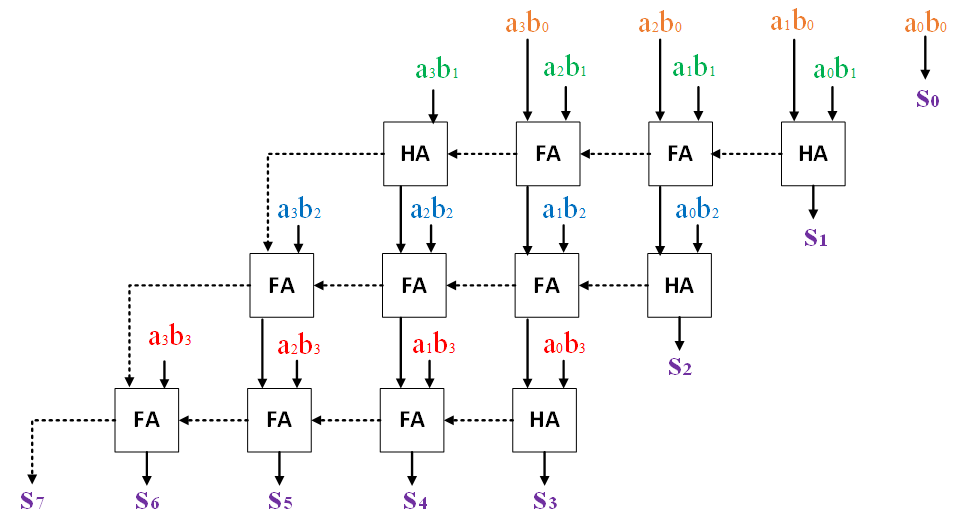 a₃b₀ a₂b₀ a₁b₀ a₀b₀
a₃b₁ a₂b₁ a₁b₁ a₀b₁
S₀
HA FA FA HA
a₃b₂ a₂b₂ a₁b₂ a₀b₂
S₁
FA FA FA HA
a₃b₃ a₂b₃ a₁b₃ a₀b₃
S₂
FA FA FA HA
S₇ S₆ S₅ S₄ S₃